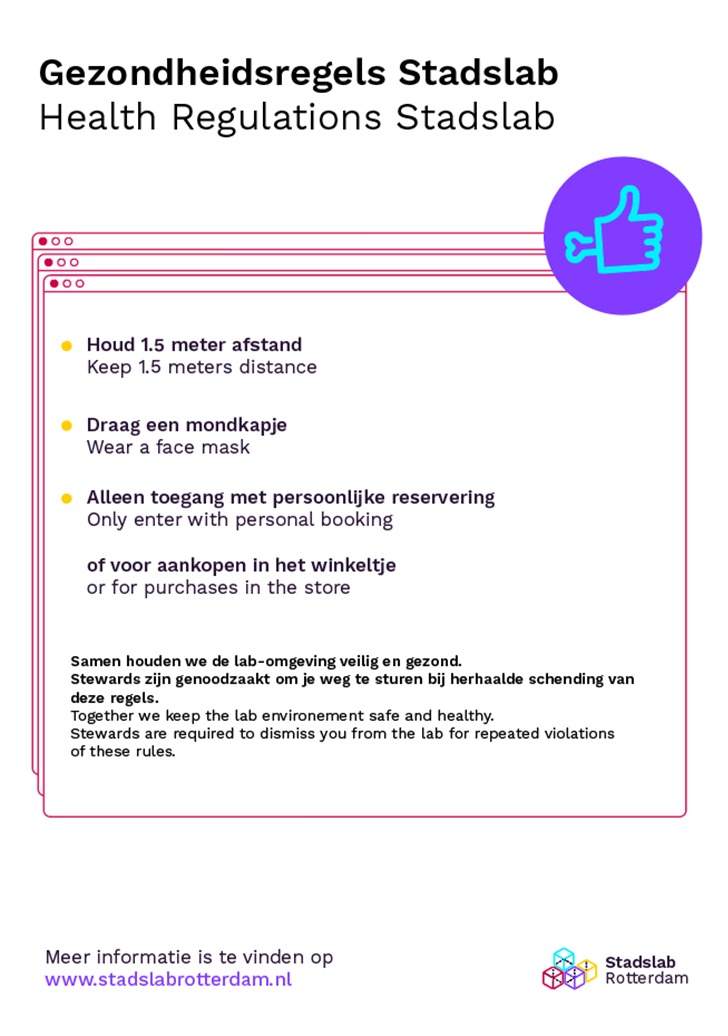 Gezondheidsregels Stadslab
Health Regulations Stadslab
Houd 1.5 meter afstand
Keep 1.5 meters distance
Draag een mondkapje
Wear a face mask
Alleen toegang met persoonlijke reservering
Only enter with personal booking
of voor aankopen in het winkeltje
or for purchases in the store
Samen houden we de lab-omgeving veilig en gezond.
Stewards zijn genoodzaakt om je weg te sturen bij herhaalde schending van
deze regels.
Together we keep the lab environement safe and healthy.
Stewards are required to dismiss you from the lab for repeated violations
of these rules.
Meer informatie is te vinden op
www.stadslabrotterdam.nl
Stadslab
Rotterdam